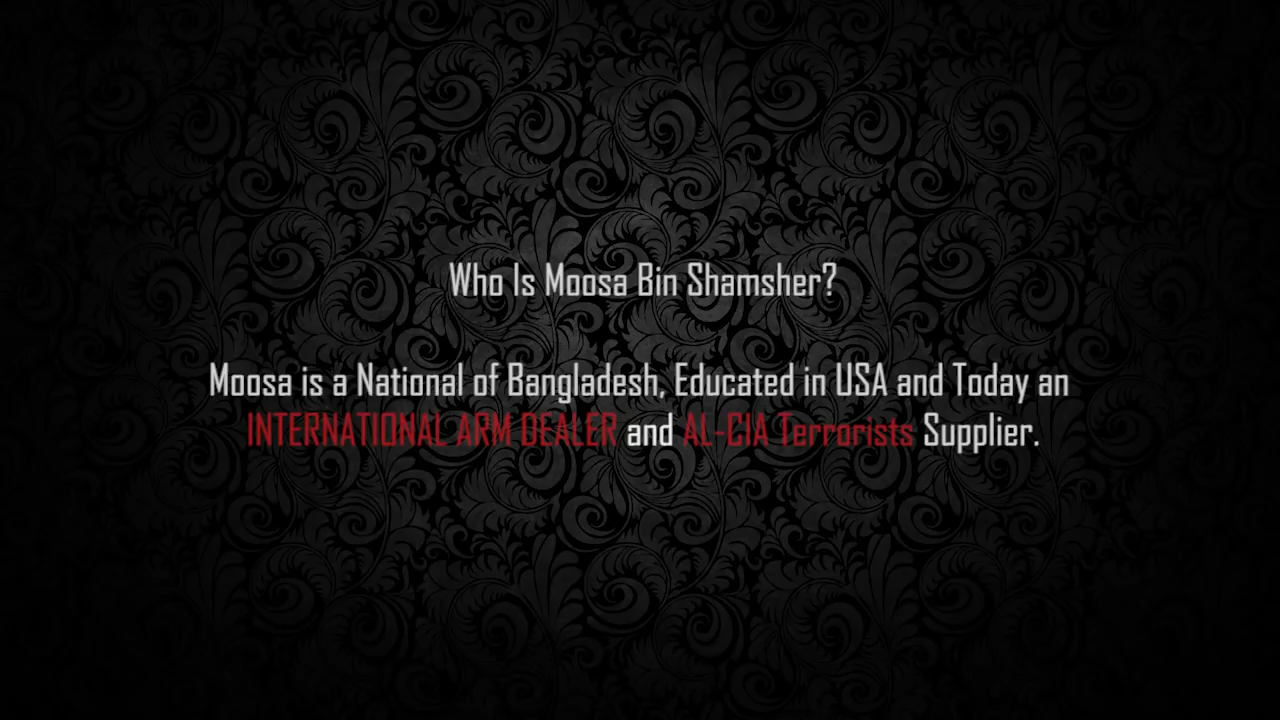 Who Is Moosa Bin Shamsher?
Moosa is a National of Bangladesh, Educated in USA and Today an
INTERNATIONAL ARM DEALER and AL-CIA Terrorists Supplier.